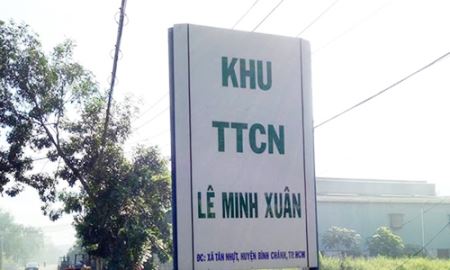 KHU
TTCN
LÊ MINH XUÂN
ĐC: XÃ TÂN NHỰT, HUYỆN BÌNH CHÁNH, TP. HCM